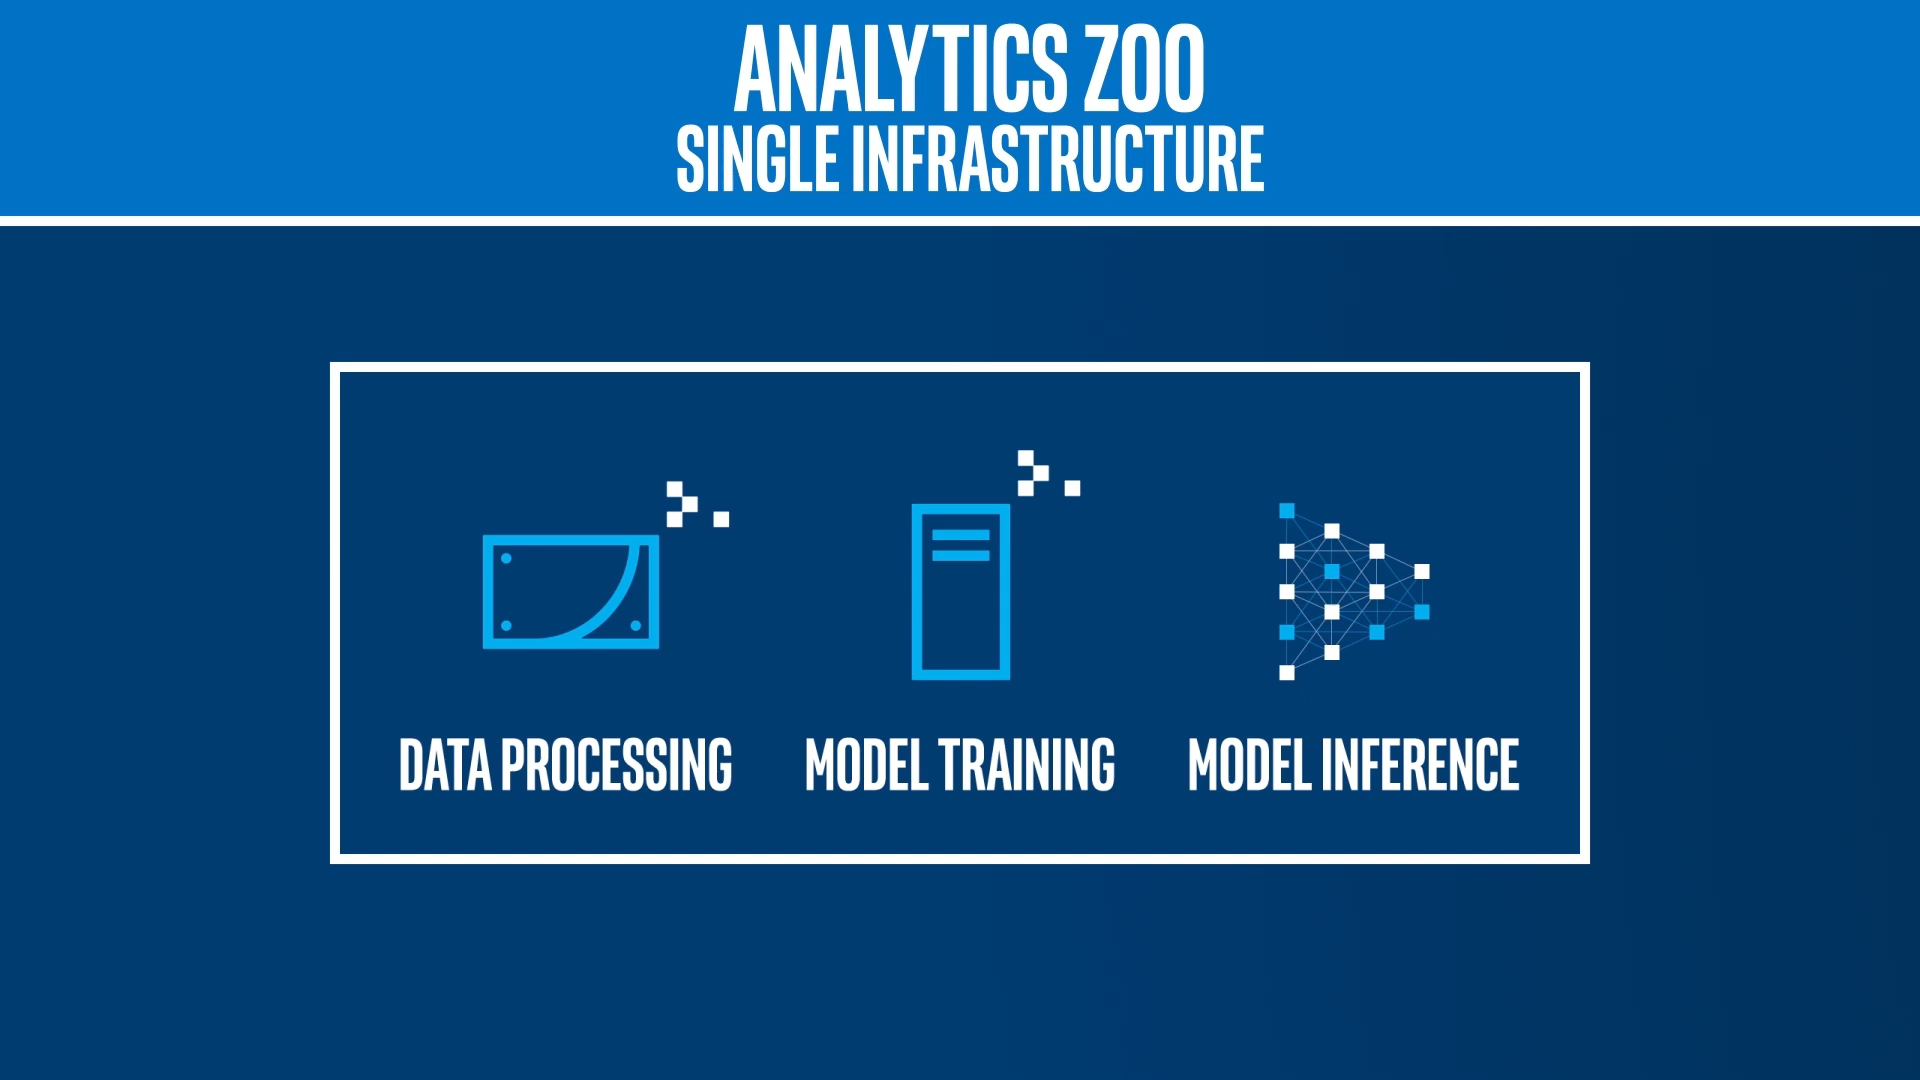 ANALYTICS ZOO
SINGLE INFRASTRUCTURE
DATA PROCESSING
MODEL TRAINING
MODEL INFERENCE